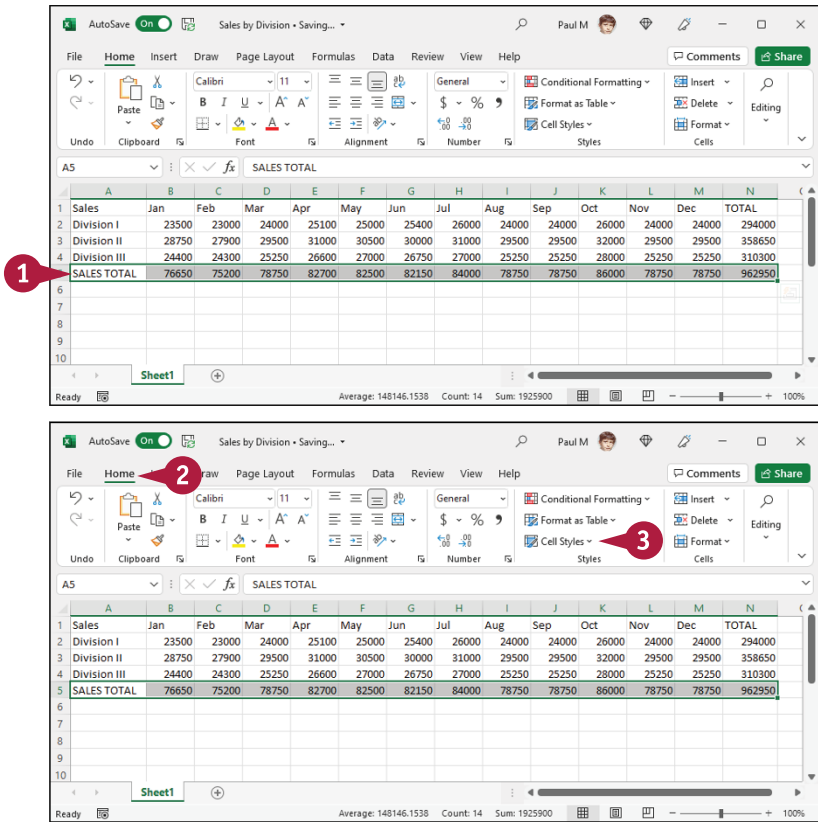 AutoSave On Sales by Division • Saving... Paul M
File Home Insert Draw Page Layout Formulas Data Review View Help Comments Share
Paste Calibri 11 B I U A A A ab General $ % 9 .00 Conditional Formatting Format as Table Cell Styles Insert Delete Format Editing
Undo Clipboard Font Alignment Number Styles Cells
A5 fx SALES TOTAL
A B C D E F G H I J K L M N
1 Sales Jan Feb Mar Apr May Jun Jul Aug Sep Oct Nov Dec TOTAL
2 Division I 23500 23000 24000 25100 25000 25400 26000 24000 24000 26000 24000 24000 294000
3 Division II 28750 27900 29500 31000 30500 30000 31000 29500 29500 32000 29500 29500 358650
4 Division III 24400 24300 25250 26600 27000 26750 27000 25250 25250 28000 25250 25250 310300
1 5 SALES TOTAL 76650 75200 78750 82700 82500 82150 84000 78750 78750 86000 78750 78750 962950
6
7
8
9
10
Sheet1
Ready Average: 148146.1538 Count: 14 Sum: 1925900 100%
AutoSave On Sales by Division • Saving... Paul M
File Home 2 raw Page Layout Formulas Data Review View Help Comments Share
Paste Calibri 11 B I U A A A ab General $ % 9 .00 Conditional Formatting Format as Table Cell Styles 3 Insert Delete Format Editing
Undo Clipboard Font Alignment Number Styles Cells
A5 fx SALES TOTAL
A B C D E F G H I J K L M N
1 Sales Jan Feb Mar Apr May Jun Jul Aug Sep Oct Nov Dec TOTAL
2 Division I 23500 23000 24000 25100 25000 25400 26000 24000 24000 26000 24000 24000 294000
3 Division II 28750 27900 29500 31000 30500 30000 31000 29500 29500 32000 29500 29500 358650
4 Division III 24400 24300 25250 26600 27000 26750 27000 25250 25250 28000 25250 25250 310300
5 SALES TOTAL 76650 75200 78750 82700 82500 82150 84000 78750 78750 86000 78750 78750 962950
6
7
8
9
10
Sheet1
Ready Average: 148146.1538 Count: 14 Sum: 1925900 100%